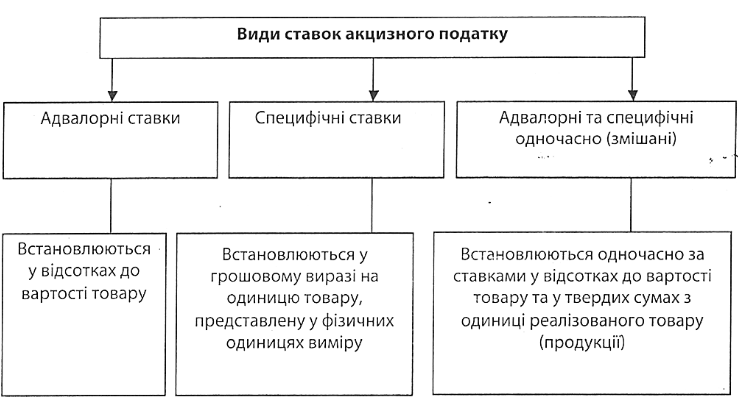 Види ставок акцизного податку
Адвалорні ставки
Специфічні ставки
Адвалорні та специфічні
одночасно (змішані)
Встановлюються
у відсотках до
вартості товару
Встановлюються у
грошовому виразі на
одиницю товару,
представлену у фізичних
одиницях виміру
Встановлюються одночасно за
ставками у відсотках до вартості
товару та у твердих сумах з
одиниці реалізованого товару
(продукції)